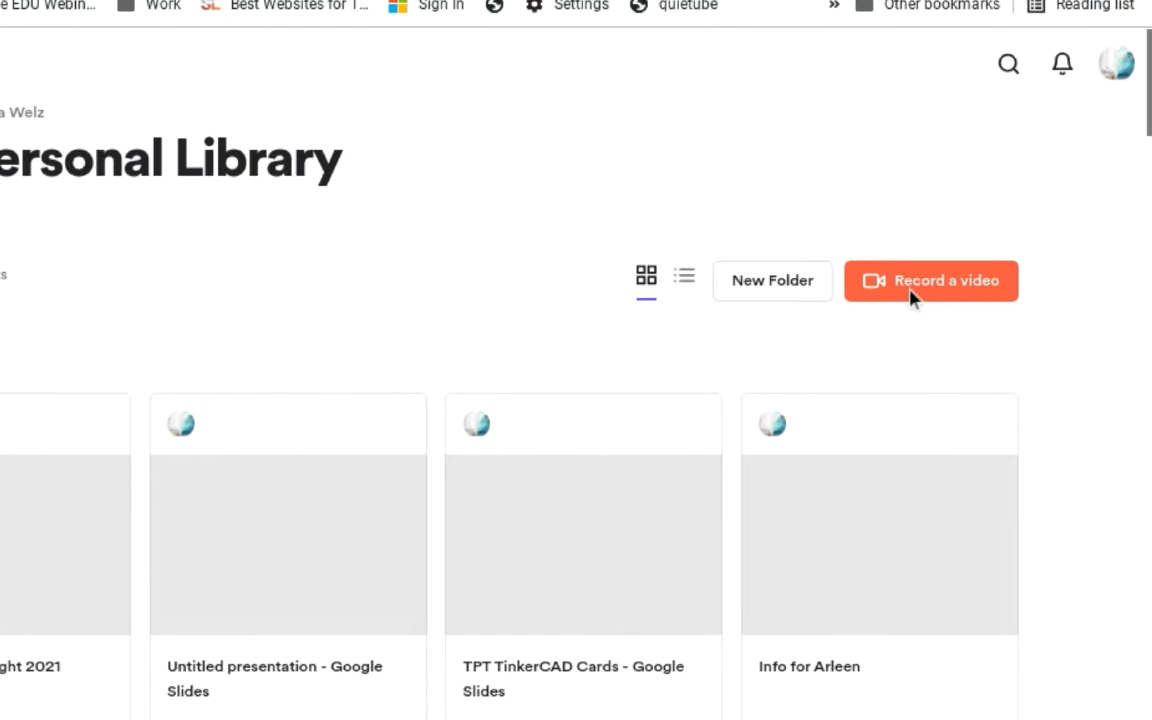 e EDU Webin... Work SL Best Websites for T... Sign In Settings quietube » Other bookmarks Reading list
a Welz
ersonal Library
s
New Folder Record a video
ght 2021
Untitled presentation - Google
Slides
TPT TinkerCAD Cards - Google
Slides
Info for Arleen